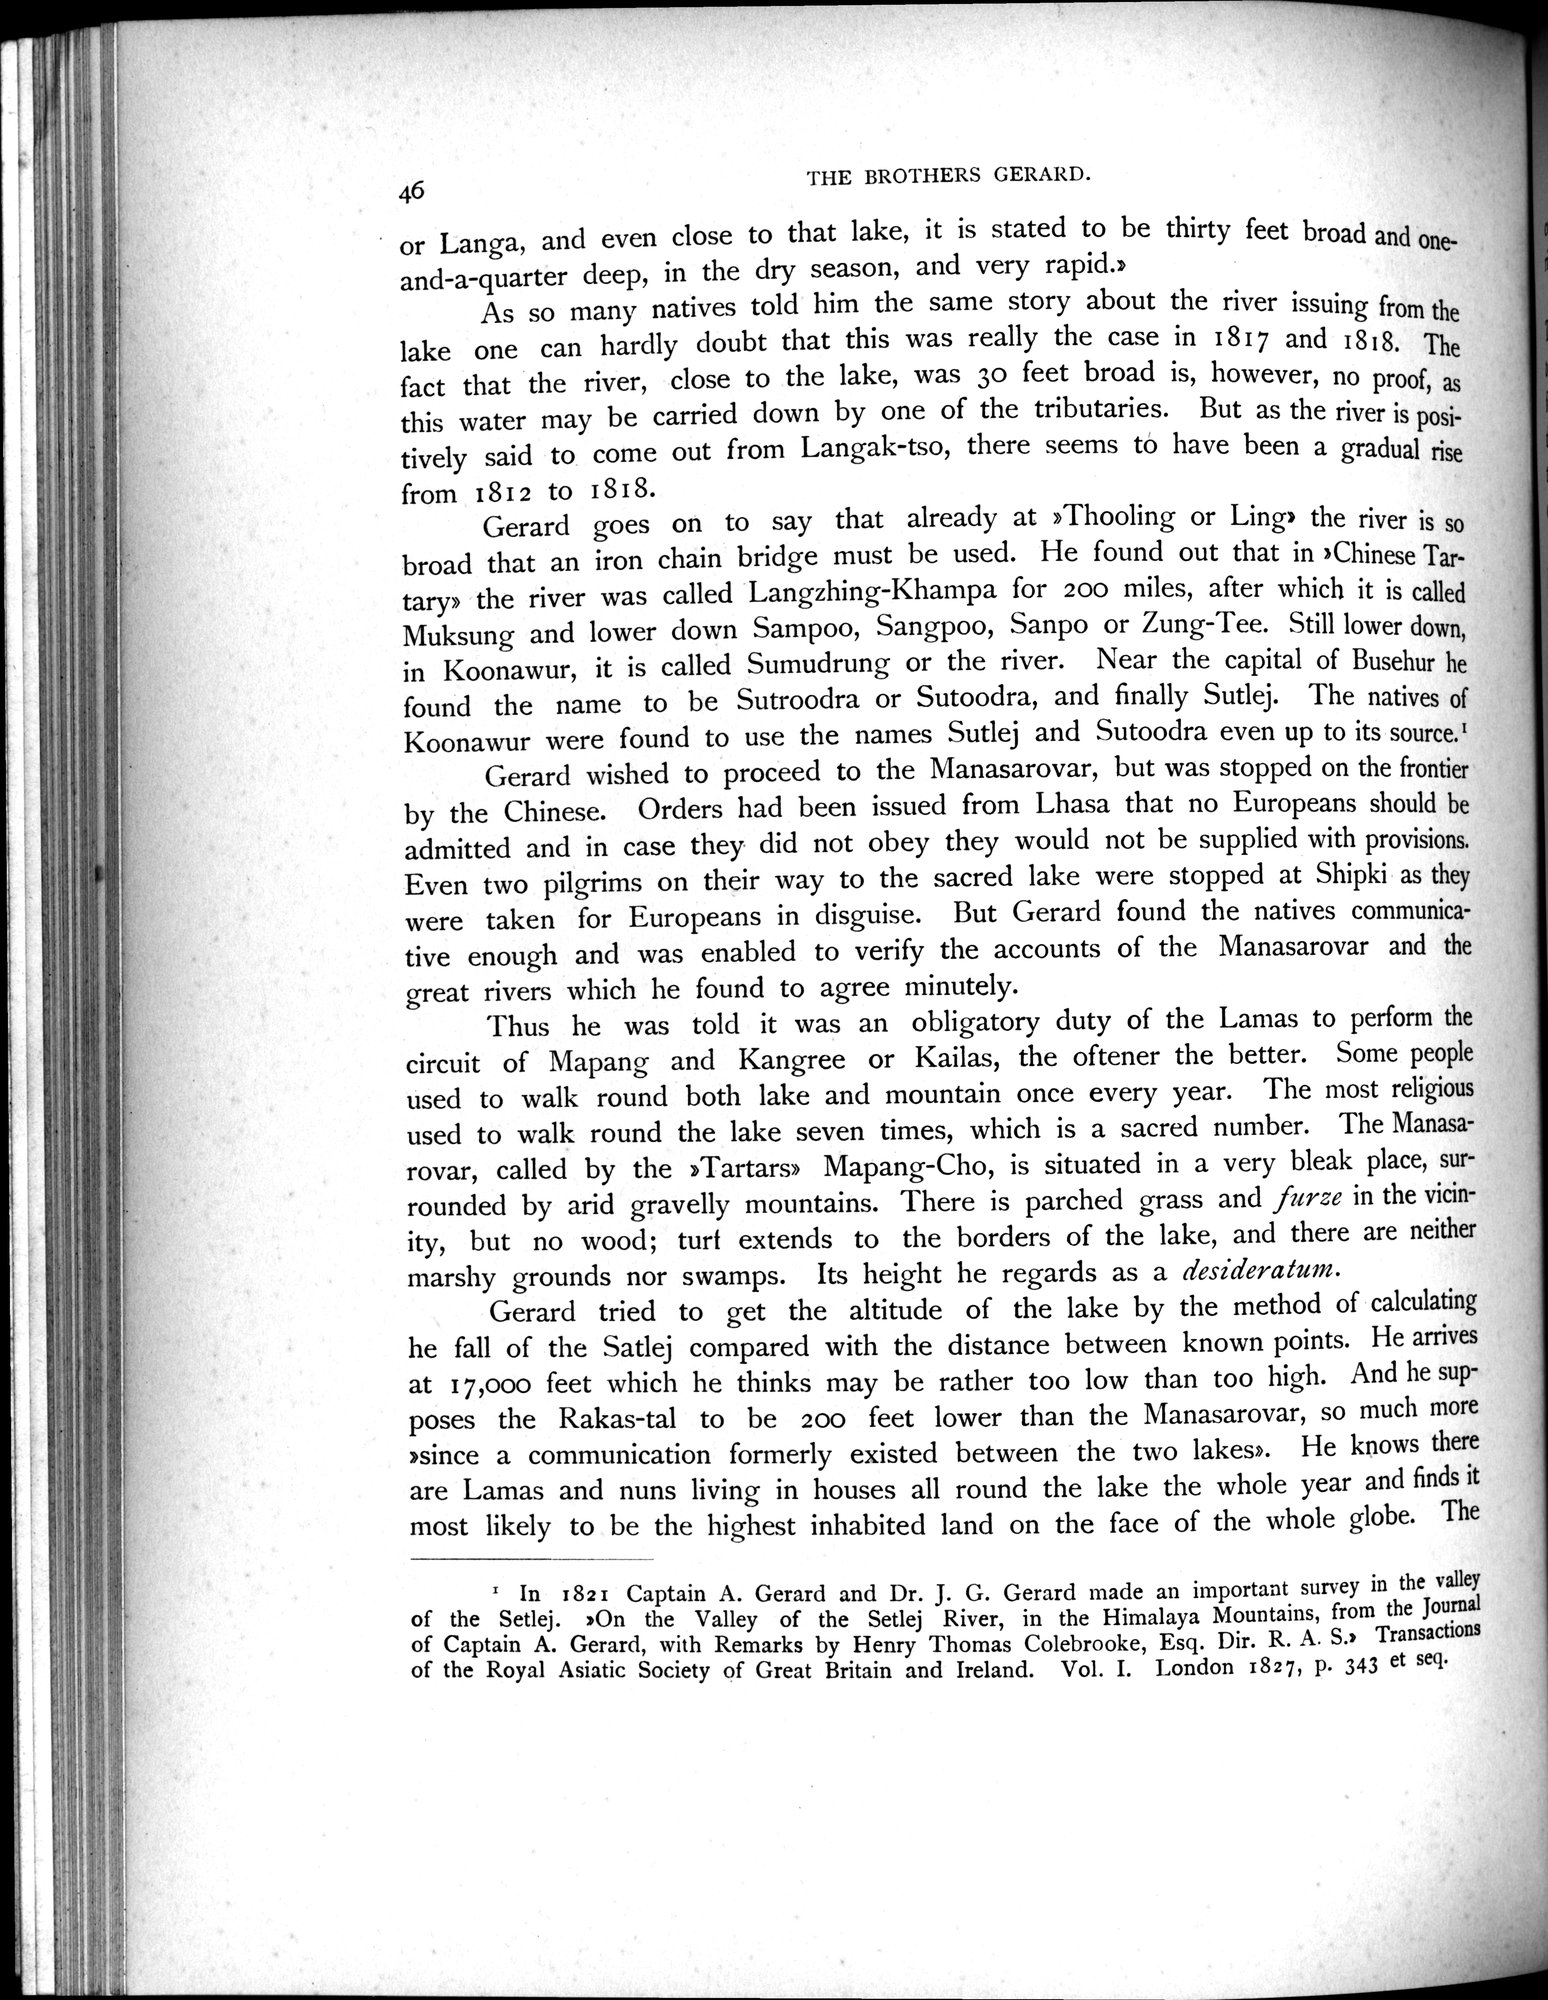 46
THE BROTHERS GERARD.
or Langa, and even close to that lake, it is stated to be thirty feet broad and one-
and-a-quarter deep, in the dry season, and very rapid.»
As so many natives told him the same story about the river issuing from the
lake one can hardly doubt that this was really the case in 1817 and 1818. The
fact that the river, close to the lake, was 30 feet broad is, however, no proof, as
this water may be carried down by one of the tributaries. But as the river is posi-
tively said to come out from Langak-tso, there seems to have been a gradual rise
from 1812 to 1818.
Gerard goes on to say that already at »Thooling or Ling» the river is so
broad that an iron chain bridge must be used. He found out that in »Chinese Tar-
tary» the river was called Langzhing-Khampa for 200 miles, after which it is called
Muksung and lower down Sampoo, Sangpoo, Sanpo or Zung-Tee. Still lower down,
in Koonawur, it is called Sumudrung or the river. Near the capital of Busehur he
found the name to be Sutroodra or Sutoodra, and finally Sutlej. The natives of
Koonawur were found to use the names Sutlej and Sutoodra even up to its source.¹
Gerard wished to proceed to the Manasarovar, but was stopped on the frontier
by the Chinese. Orders had been issued from Lhasa that no Europeans should be
admitted and in case they did not obey they would not be supplied with provisions.
Even two pilgrims on their way to the sacred lake were stopped at Shipki as they
were taken for Europeans in disguise. But Gerard found the natives communica-
tive enough and was enabled to verify the accounts of the Manasarovar and the
great rivers which he found to agree minutely.
Thus he was told it was an obligatory duty of the Lamas to perform the
circuit of Mapang and Kangree or Kailas, the oftener the better. Some people
used to walk round both lake and mountain once every year. The most religious
used to walk round the lake seven times, which is a sacred number. The Manasa-
rovar, called by the »Tartars» Mapang-Cho, is situated in a very bleak place, sur-
rounded by arid gravelly mountains. There is parched grass and furze in the vicin-
ity, but no wood; turf extends to the borders of the lake, and there are neither
marshy grounds nor swamps. Its height he regards as a desideratum.
Gerard tried to get the altitude of the lake by the method of calculating
he fall of the Satlej compared with the distance between known points. He arrives
at 17,000 feet which he thinks may be rather too low than too high. And he sup-
poses the Rakas-tal to be 200 feet lower than the Manasarovar, so much more
»since a communication formerly existed between the two lakes». He knows there
are Lamas and nuns living in houses all round the lake the whole year and finds it
most likely to be the highest inhabited land on the face of the whole globe. The
¹ In 1821 Captain A. Gerard and Dr. J. G. Gerard made an important survey in the valley
of the Setlej. »On the Valley of the Setlej River, in the Himalaya Mountains, from the Journal
of Captain A. Gerard, with Remarks by Henry Thomas Colebrooke, Esq. Dir. R. A. S.» Transactions
of the Royal Asiatic Society of Great Britain and Ireland. Vol. I. London 1827, p. 343 et seq.